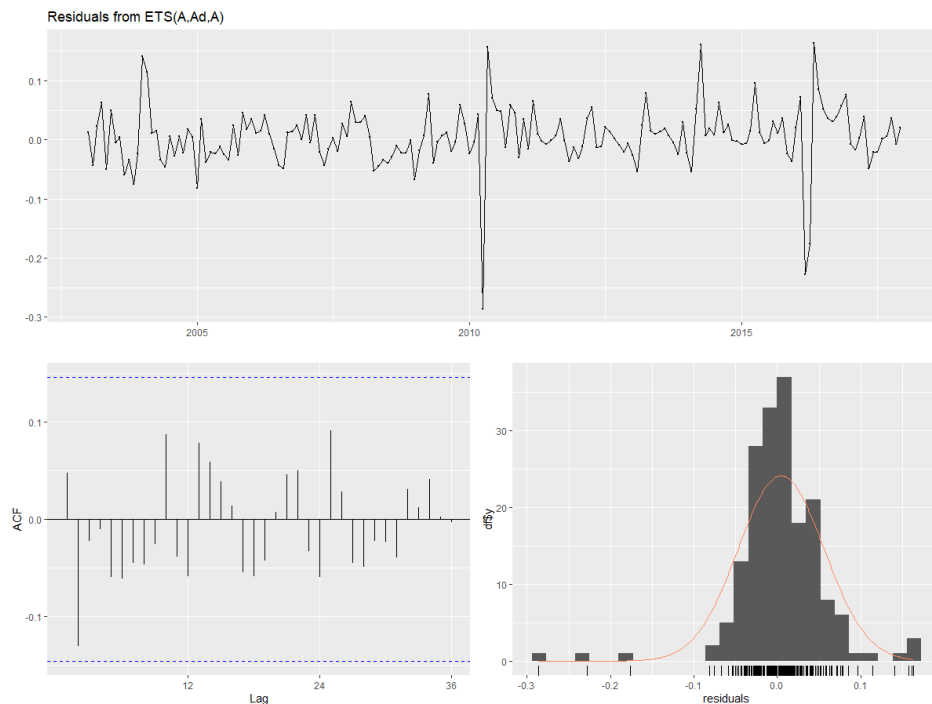 Residuals from ETS(A,Ad,A)
0.1
0.0
-0.1
-0.2
-0.3
2005 2010 2015
ACF
0.1
0.0
-0.1
12 24 36
Lag
df$y
30
20
10
0
-0.3 -0.2 -0.1 0.0 0.1
residuals